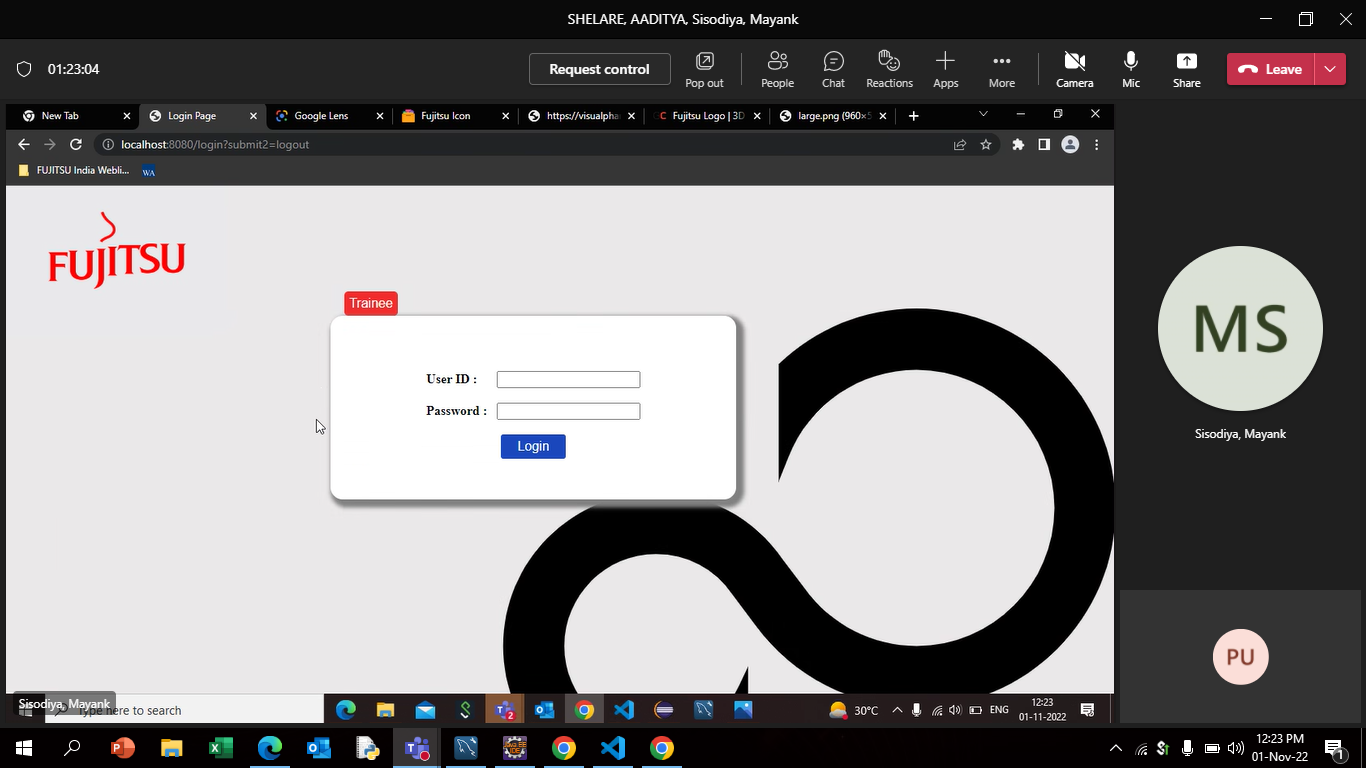 SHELARE, AADITYA, Sisodiya, Mayank
01:23:04
Request control
Pop out
People
Chat
Reactions
Apps
More
Camera
Mic
Share
Leave
New Tab
Login Page
Google Lens
Fujitsu Icon
https://visualpha
Fujitsu Logo | 3D
large.png (960×5
localhost:8080/login?submit2=logout
FUJITSU India Webli...
WA
FUJITSU
Trainee
User ID :
Password :
Login
MS
Sisodiya, Mayank
PU
Sisodiya, Mayank
Type here to search
2
30°C
ENG
12:23
01-11-2022
12:23 PM
01-Nov-22
1